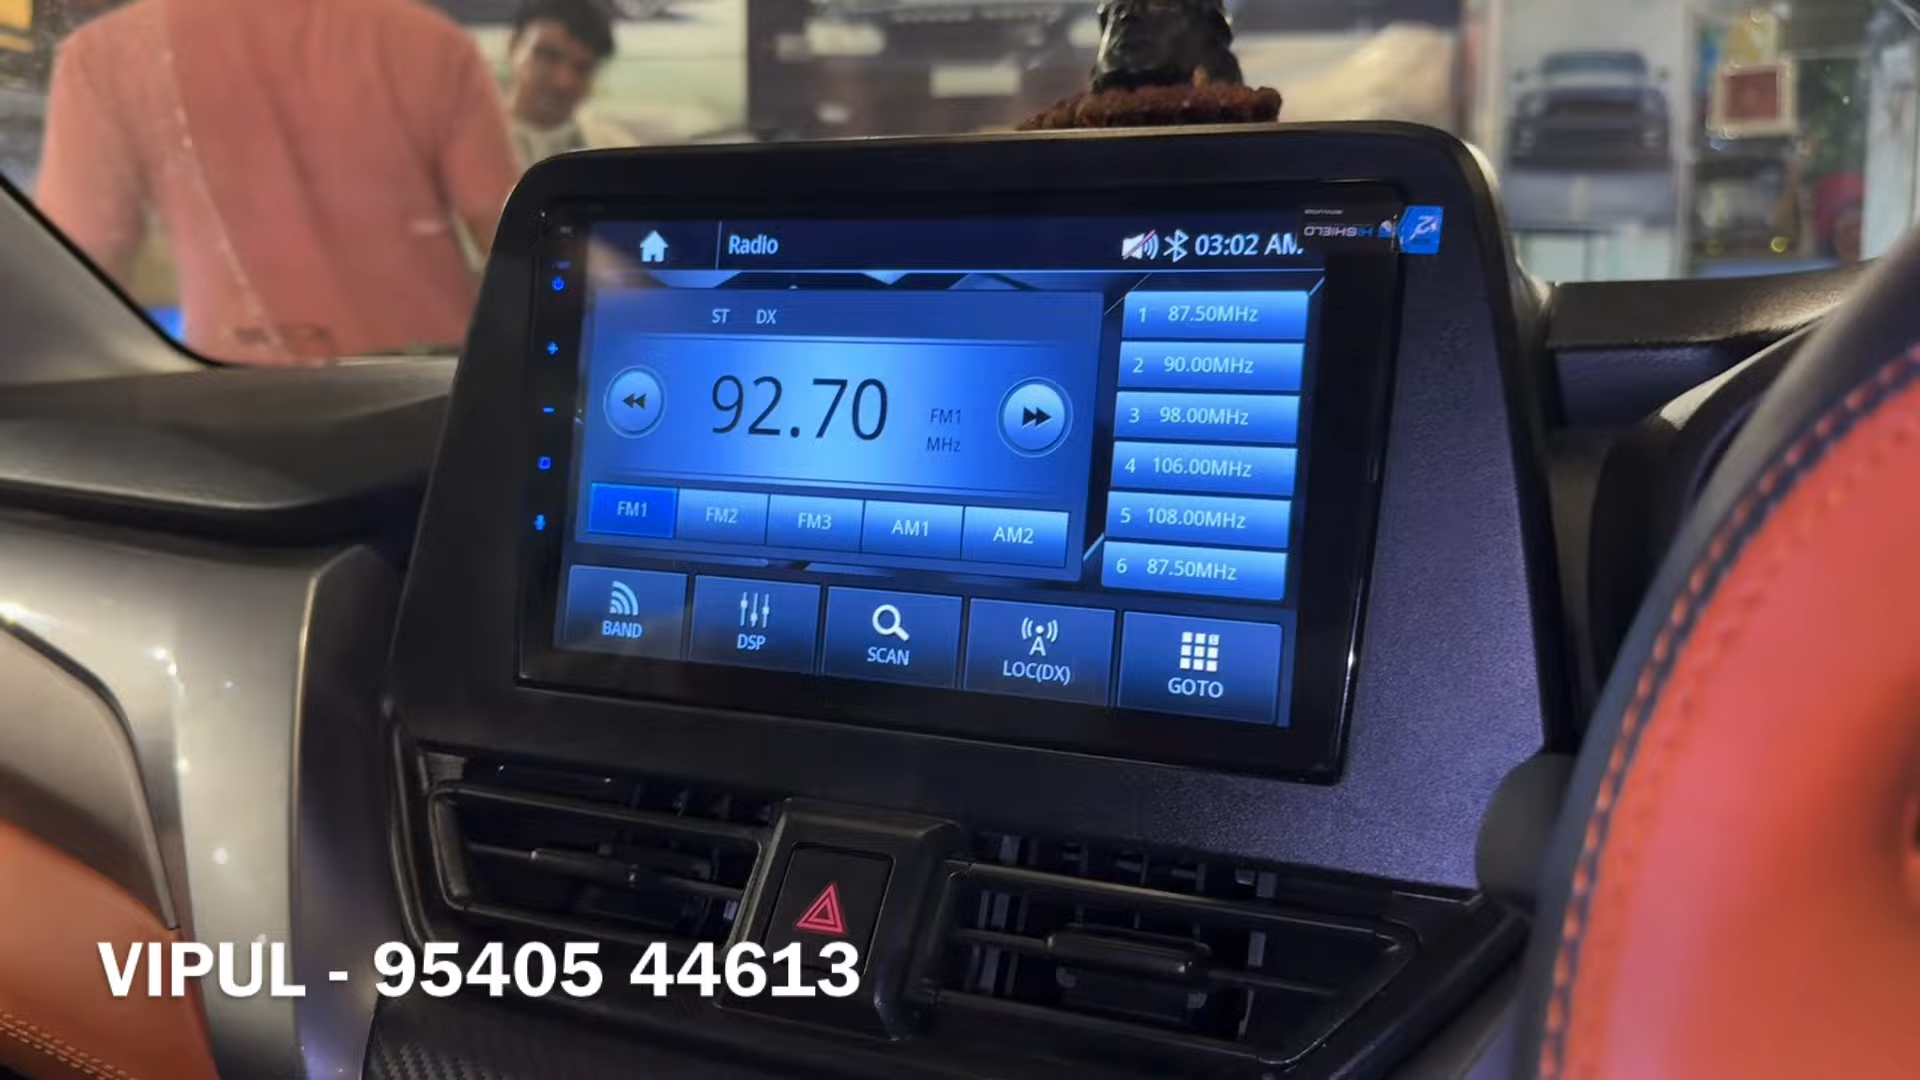 Radio
03:02 AM
ST DX
92.70
FM1
MHz
1 87.50MHz
2 90.00MHz
3 98.00MHz
4 106.00MHz
5 108.00MHz
6 87.50MHz
FM1 FM2 FM3 AM1 AM2
BAND DSP SCAN LOC(DX) GOTO
VIPUL - 95405 44613